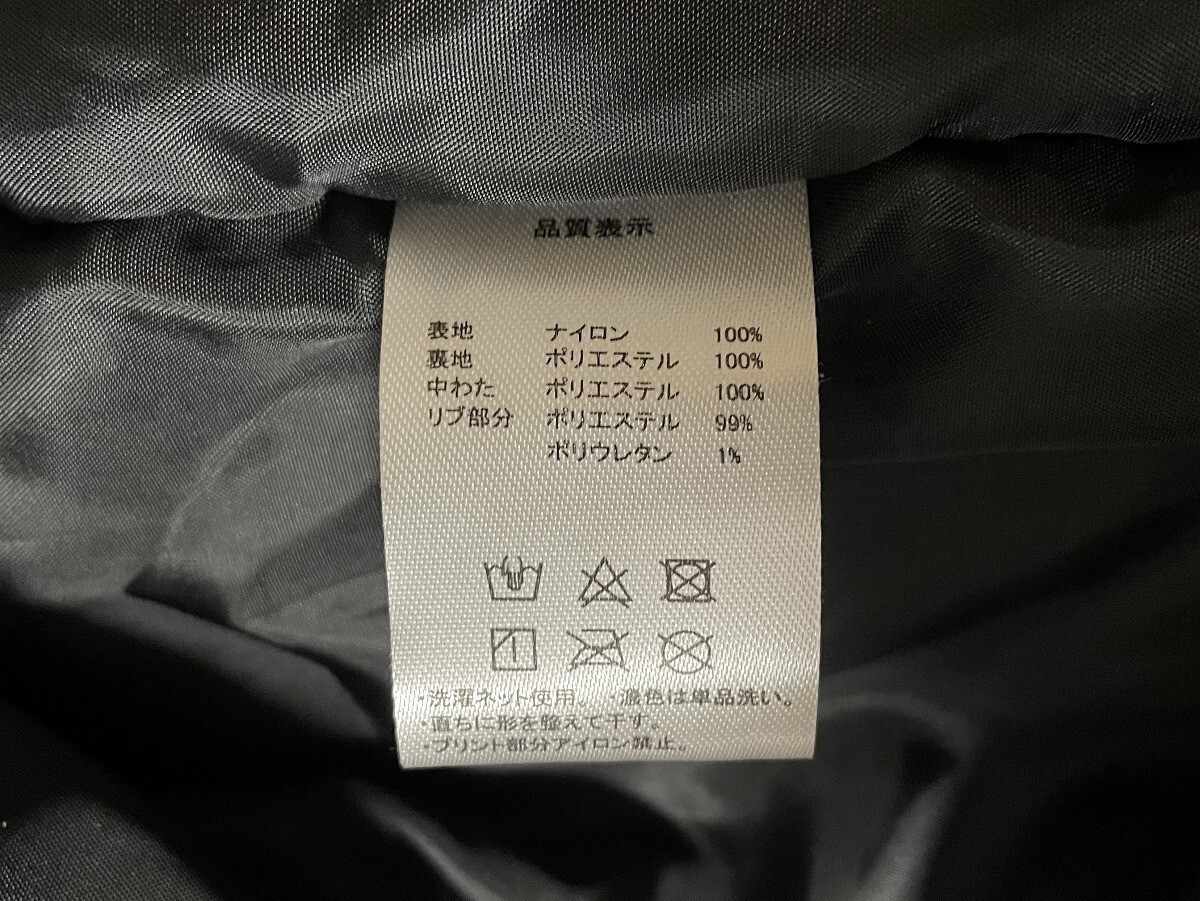 品質表示
表地 ナイロン 100%
裏地 ポリエステル 100%
中わた ポリエステル 100%
リブ部分 ポリエステル 99%
ポリウレタン 1%
・洗濯ネット使用。 ・濃色は単品洗い。
・直ちに形を整えて干す。
・プリント部分アイロン禁止。